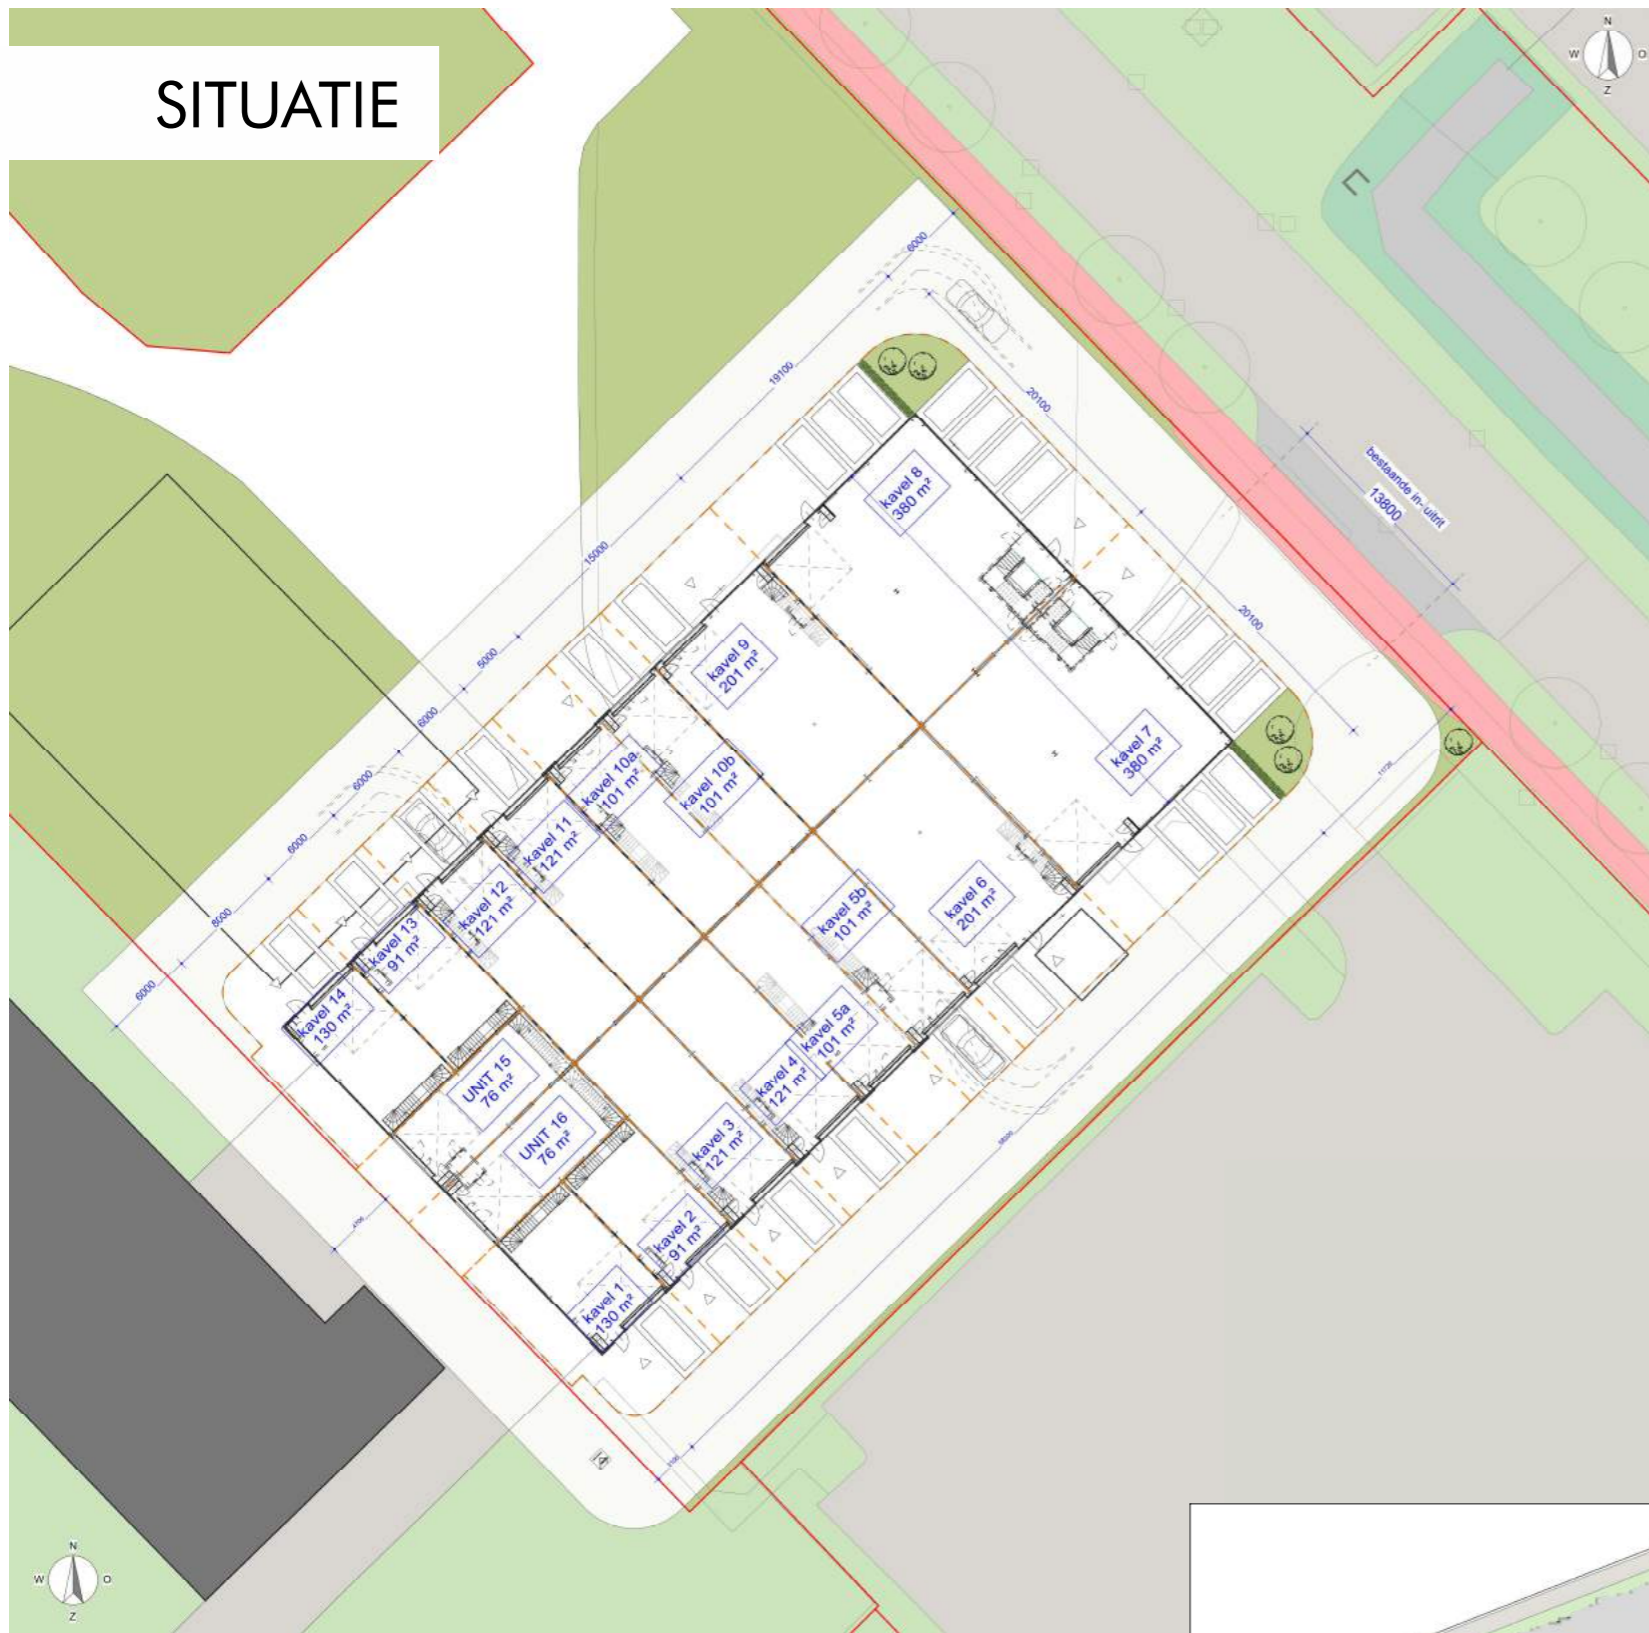 SITUATIE
N
W O
Z
6000
19100
20100
bestaande in- uitrit
13800
kavel 8
380 m²
15000
20100
5000
kavel 9
201 m²
6000
kavel 7
380 m²
kavel 10a
101 m²
kavel 10b
101 m²
6000
kavel 11
121 m²
6000
kavel 12
121 m²
kavel 5b
101 m²
kavel 6
201 m²
8000
kavel 13
91 m²
6000
kavel 14
130 m²
kavel 5a
101 m²
UNIT 15
76 m²
kavel 4
121 m²
UNIT 16
76 m²
kavel 3
121 m²
kavel 2
91 m²
kavel 1
130 m²
N
W O
Z